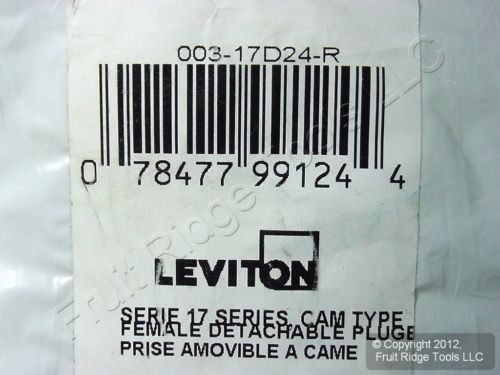 003-17D24-R
0 78477 99124 4
LEVITON
SERIE 17 SERIES, CAM TYPE
FEMALE DETACHABLE PLUGE
PRISE AMOVIBLE A CAME
Fruit Ridge Tools LLC
© Copyright 2012,
Fruit Ridge Tools LLC